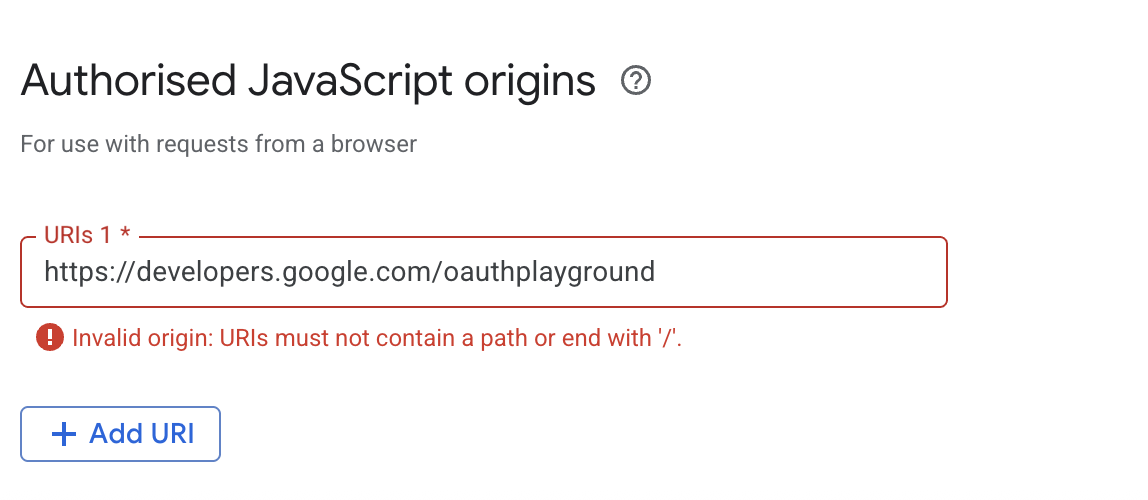 Authorised JavaScript origins
For use with requests from a browser
URIs 1 *
https://developers.google.com/oauthplayground
Invalid origin: URIs must not contain a path or end with '/'.
Add URI